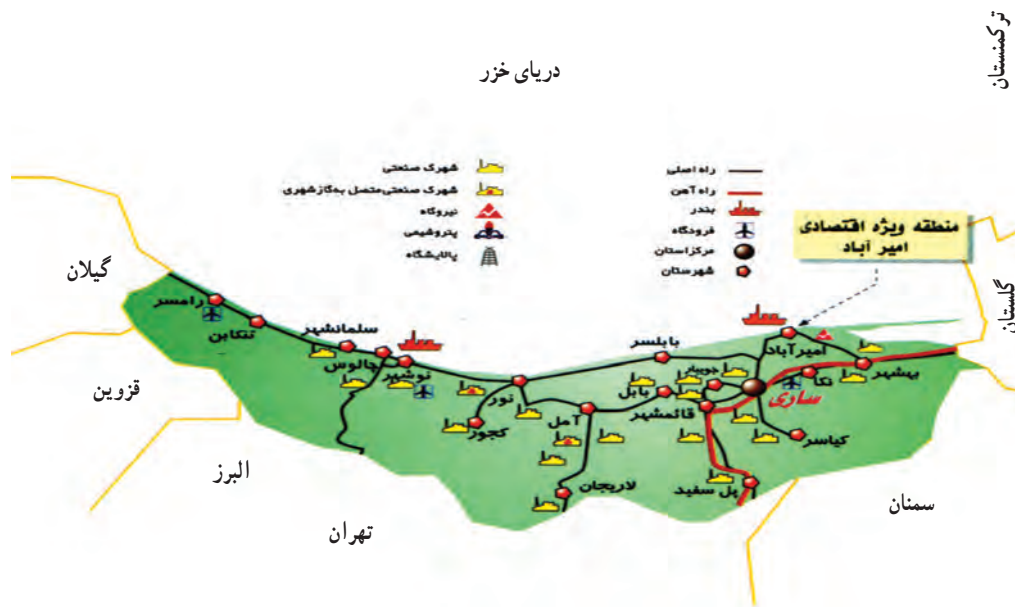 ترکمنستان
دریای خزر
راه اصلی
راه آهن
بندر
فرودگاه
مرکز استان
شهرستان
شهرک صنعتی
شهرک صنعتی متصل به گاز شهری
نیروگاه
پتروشیمی
پالایشگاه
منطقه ویژه اقتصادی
امیر آباد
گیلان
گلستان
رامسر
تنکابن
سلمانشهر
چالوس
نوشهر
نور
کجور
آمل
لاریجان
بابلسر
بابل
جویبار
قائمشهر
ساری
امیرآباد
نکا
بهشهر
کیاسر
پل سفید
قزوین
البرز
تهران
سمنان